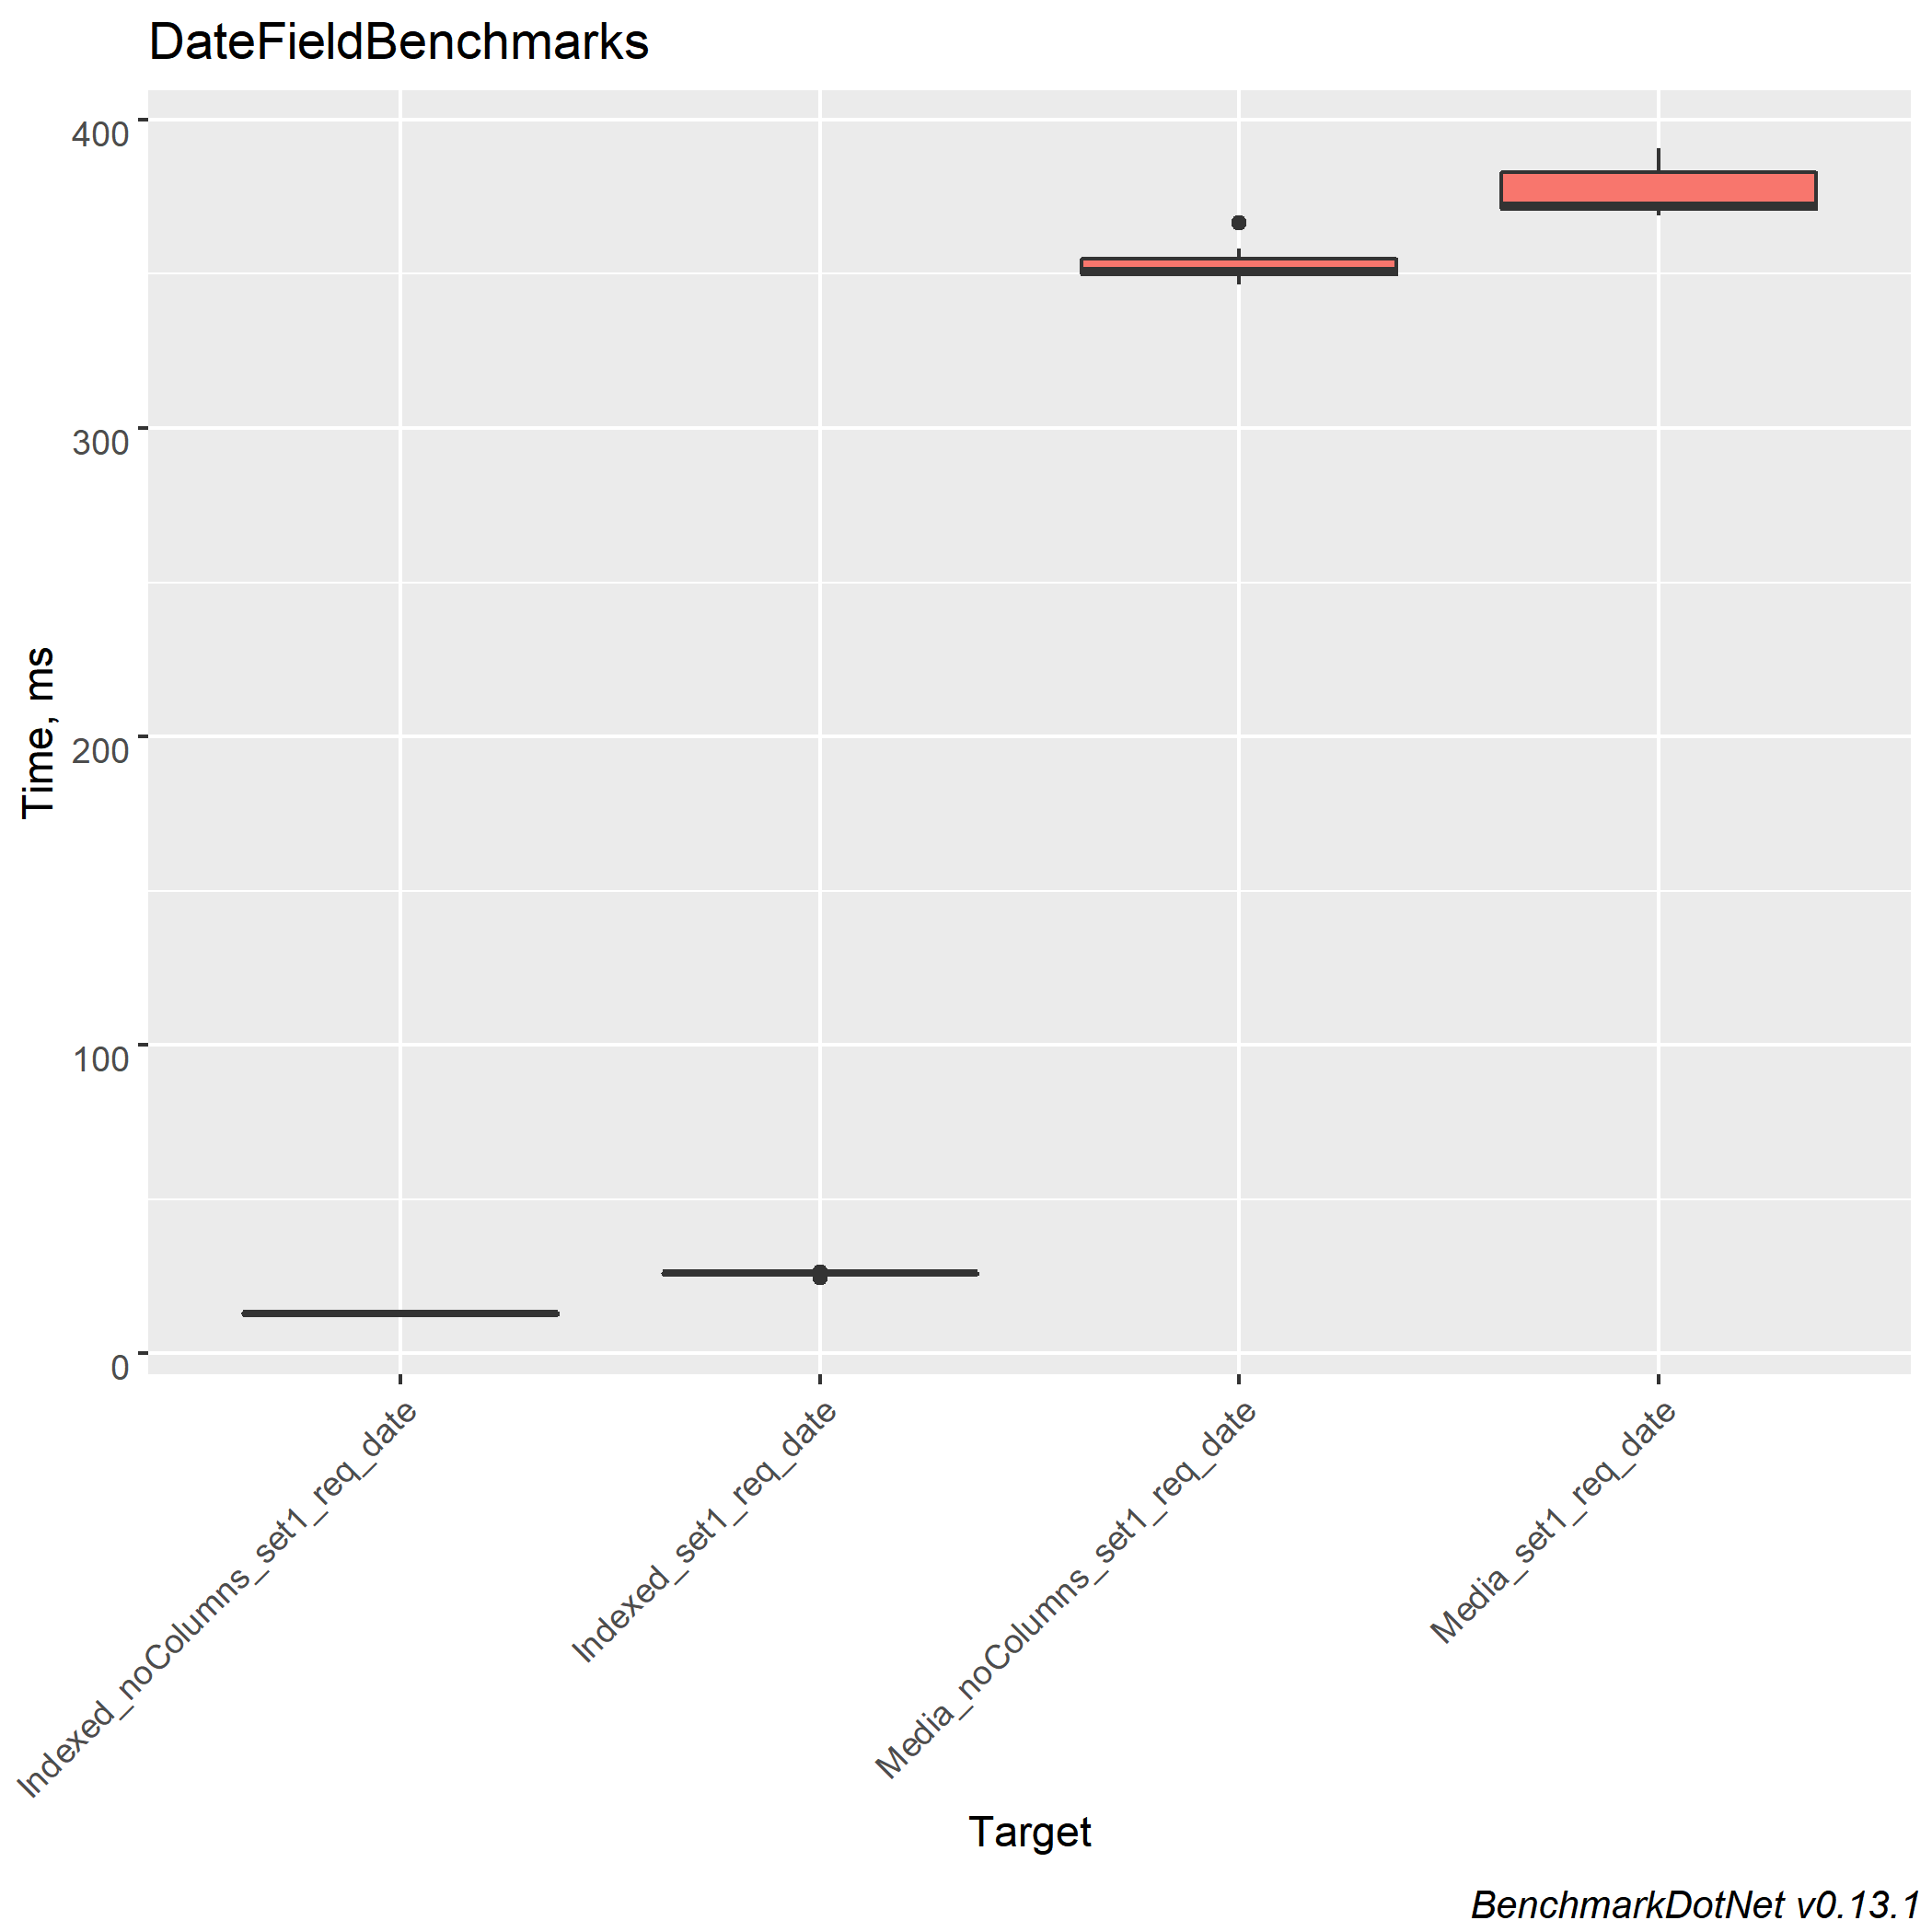 DateFieldBenchmarks
Time, ms
400
300
200
100
0
Indexed_noColumns_set1_req_date
Indexed_set1_req_date
Media_noColumns_set1_req_date
Media_set1_req_date
Target
BenchmarkDotNet v0.13.1